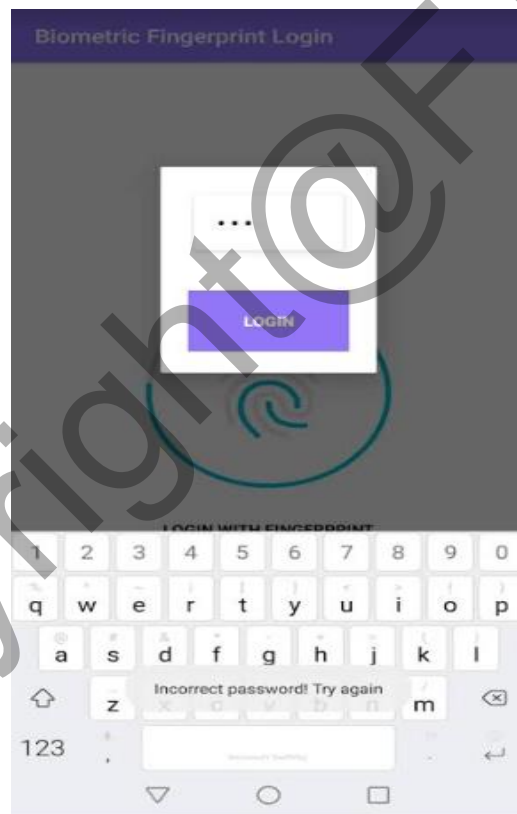 Biometric Fingerprint Login
...
LOGIN
LOGIN WITH FINGERPRINT
1 2 3 4 5 6 7 8 9 0
q w e r t y u i o p
a s d f g h j k l
Incorrect password! Try again
z m
123 , .
right@F